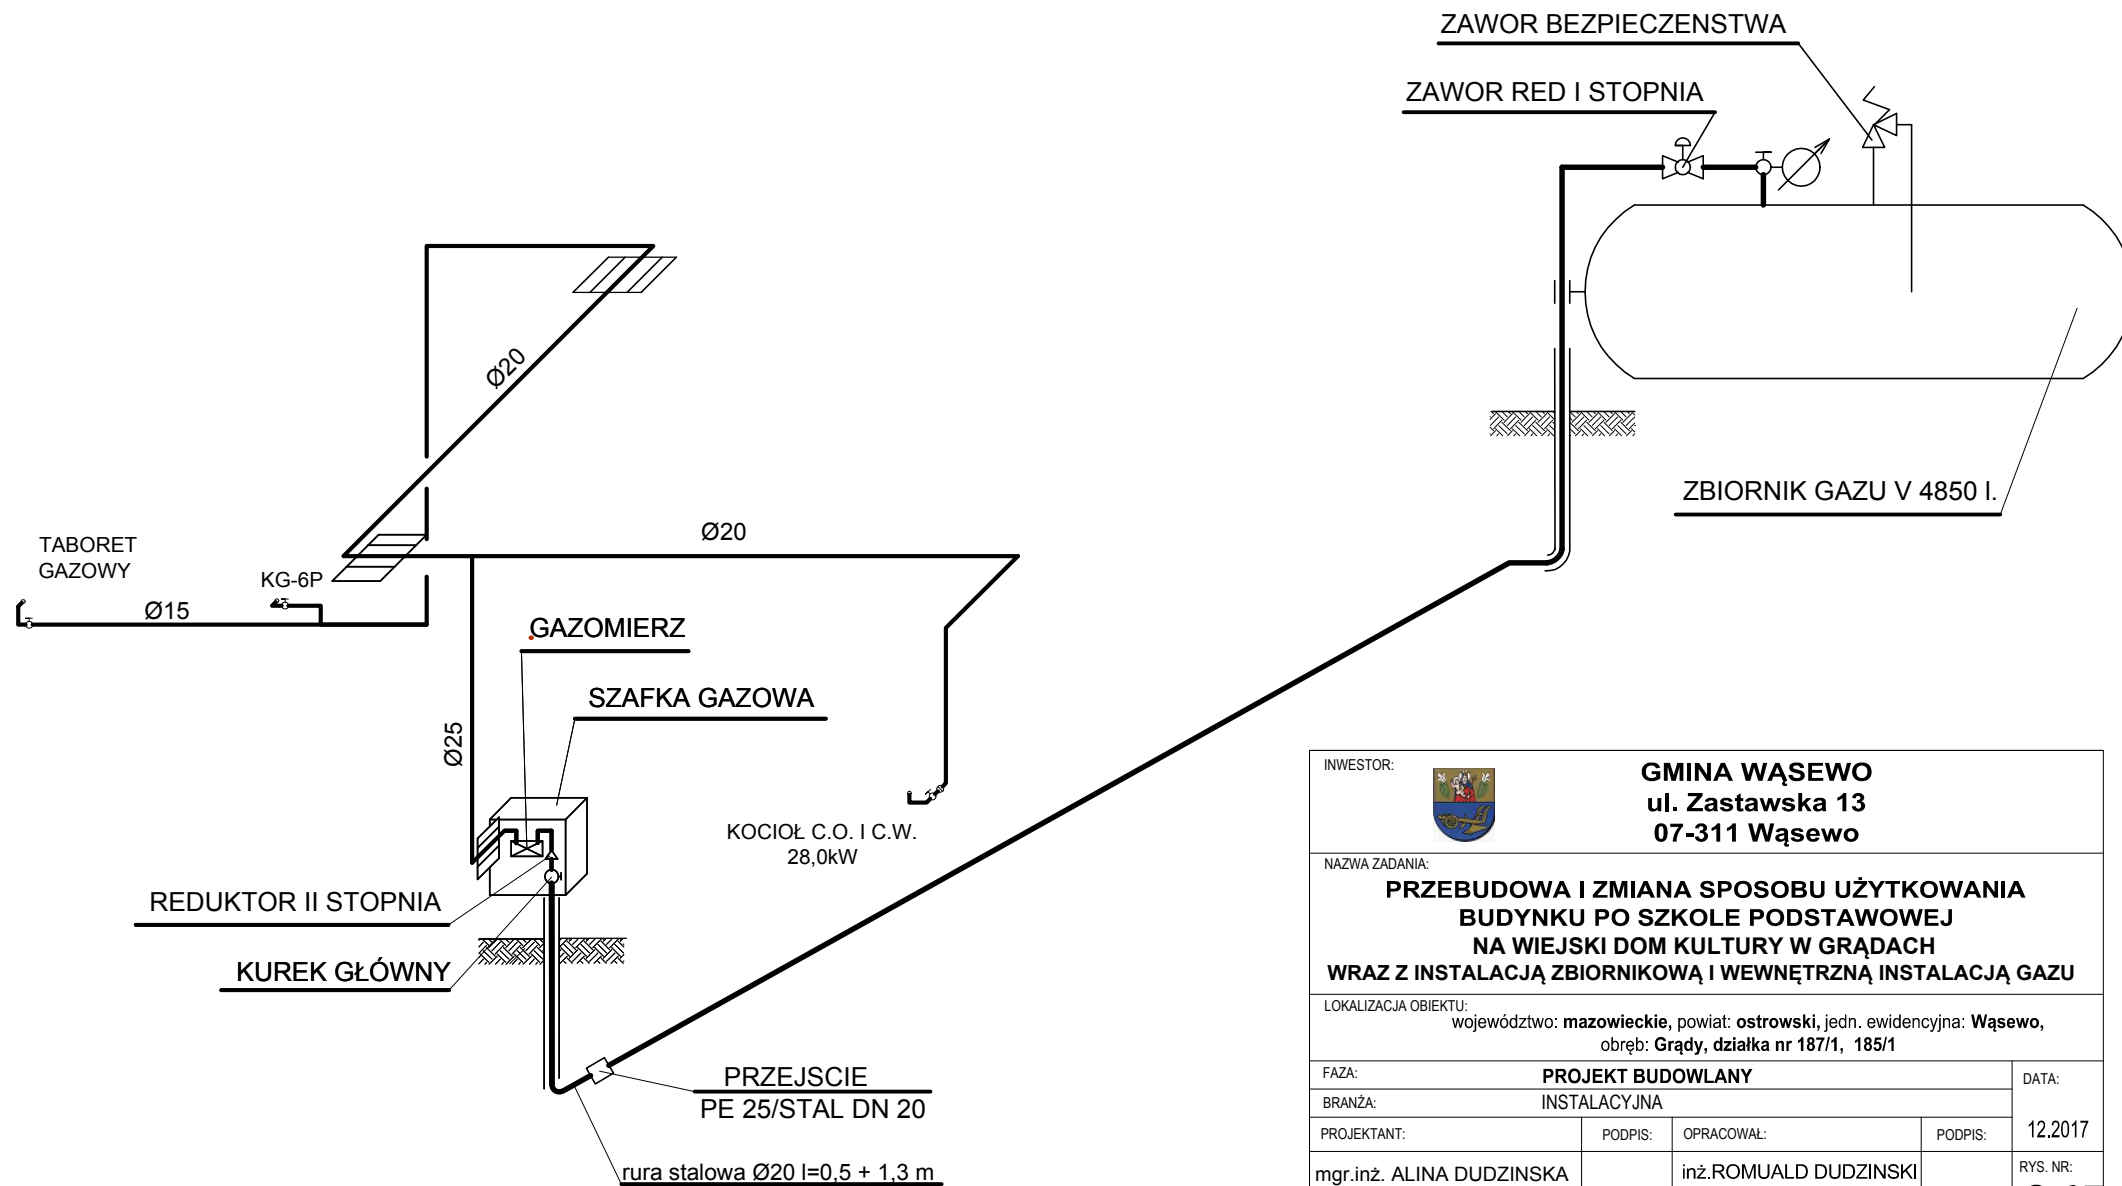 ZAWOR BEZPIECZENSTWA
ZAWOR RED I STOPNIA
ZBIORNIK GAZU V 4850 l.
Ø20
Ø20
TABORET
GAZOWY
KG-6P
Ø15
GAZOMIERZ
SZAFKA GAZOWA
Ø25
KOCIOŁ C.O. I C.W.
28,0kW
REDUKTOR II STOPNIA
KUREK GŁÓWNY
PRZEJSCIE
PE 25/STAL DN 20
rura stalowa Ø20 l=0,5 + 1,3 m
INWESTOR:
GMINA WĄSEWO
ul. Zastawska 13
07-311 Wąsewo
NAZWA ZADANIA:
PRZEBUDOWA I ZMIANA SPOSOBU UŻYTKOWANIA
BUDYNKU PO SZKOLE PODSTAWOWEJ
NA WIEJSKI DOM KULTURY W GRĄDACH
WRAZ Z INSTALACJĄ ZBIORNIKOWĄ I WEWNĘTRZNĄ INSTALACJĄ GAZU
LOKALIZACJA OBIEKTU:
województwo: mazowieckie, powiat: ostrowski, jedn. ewidencyjna: Wąsewo,
obręb: Grądy, działka nr 187/1, 185/1
FAZA: PROJEKT BUDOWLANY
DATA:
BRANŻA: INSTALACYJNA
12.2017
PROJEKTANT: PODPIS: OPRACOWAŁ: PODPIS:
mgr.inż. ALINA DUDZINSKA inż.ROMUALD DUDZINSKI
RYS. NR: